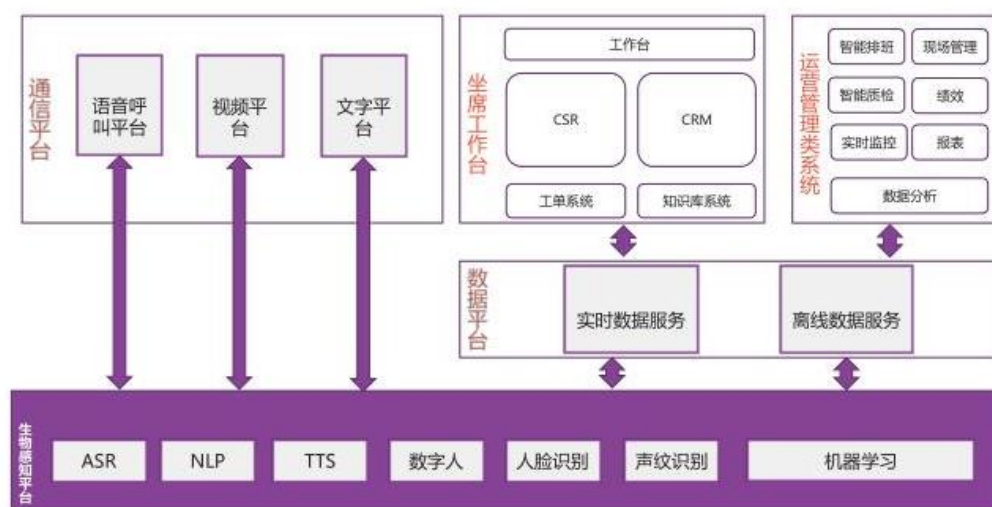 通信平台
语音呼
叫平台
视频平
台
文字平
台
坐席工作台
工作台
CSR
CRM
工单系统
知识库系统
运营管理类系统
智能排班
现场管理
智能质检
绩效
实时监控
报表
数据分析
数据平台
实时数据服务
离线数据服务
生物感知平台
ASR
NLP
TTS
数字人
人脸识别
声纹识别
机器学习